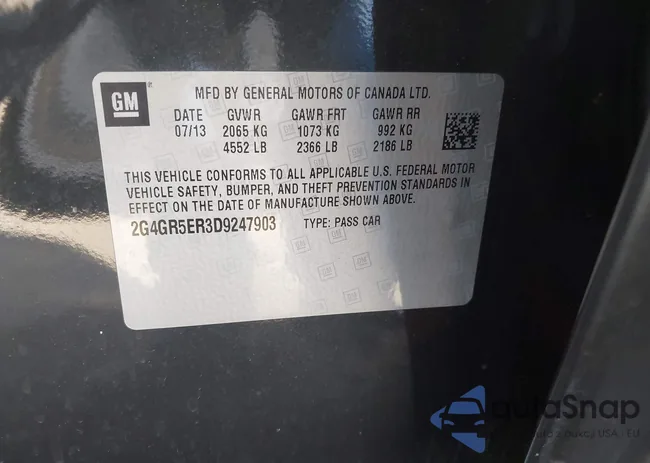 GM
MFD BY GENERAL MOTORS OF CANADA LTD.
DATE GVWR GAWR FRT GAWR RR
07/13 2065 KG 1073 KG 992 KG
4552 LB 2366 LB 2186 LB
THIS VEHICLE CONFORMS TO ALL APPLICABLE U.S. FEDERAL MOTOR
VEHICLE SAFETY, BUMPER, AND THEFT PREVENTION STANDARDS IN
EFFECT ON THE DATE OF MANUFACTURE SHOWN ABOVE.
2G4GR5ER3D9247903 TYPE: PASS CAR